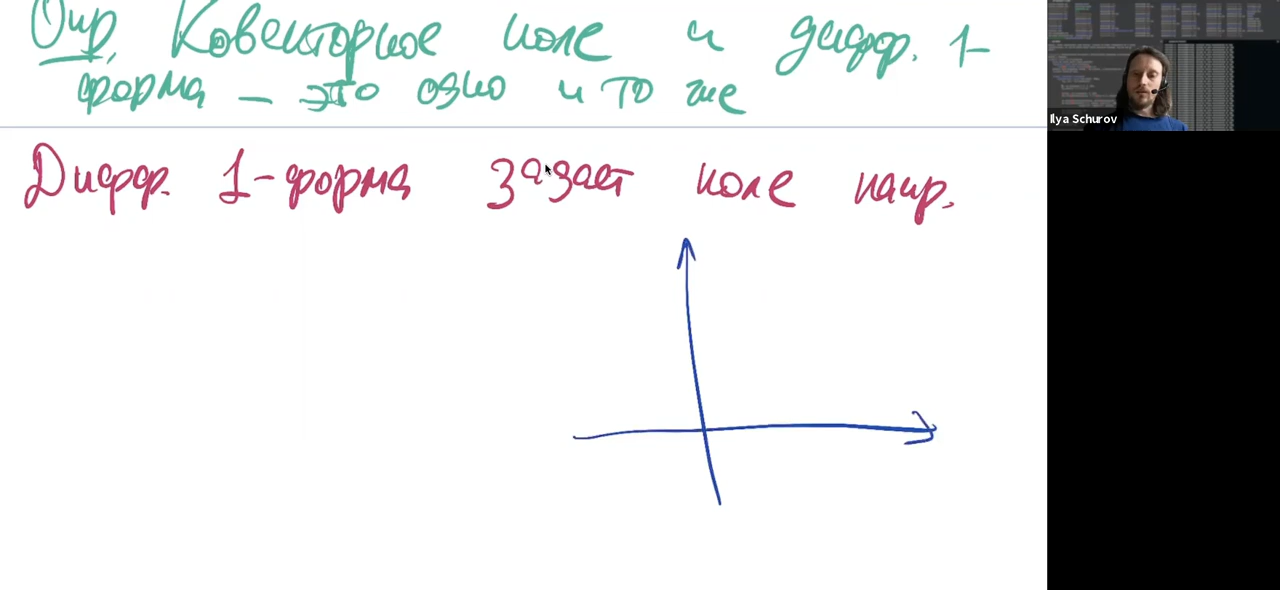 Опр. Ковекторное поле и дифф. 1-
форма – это одно и то же
Дифф. 1-форма задает поле напр.
Ilya Schurov